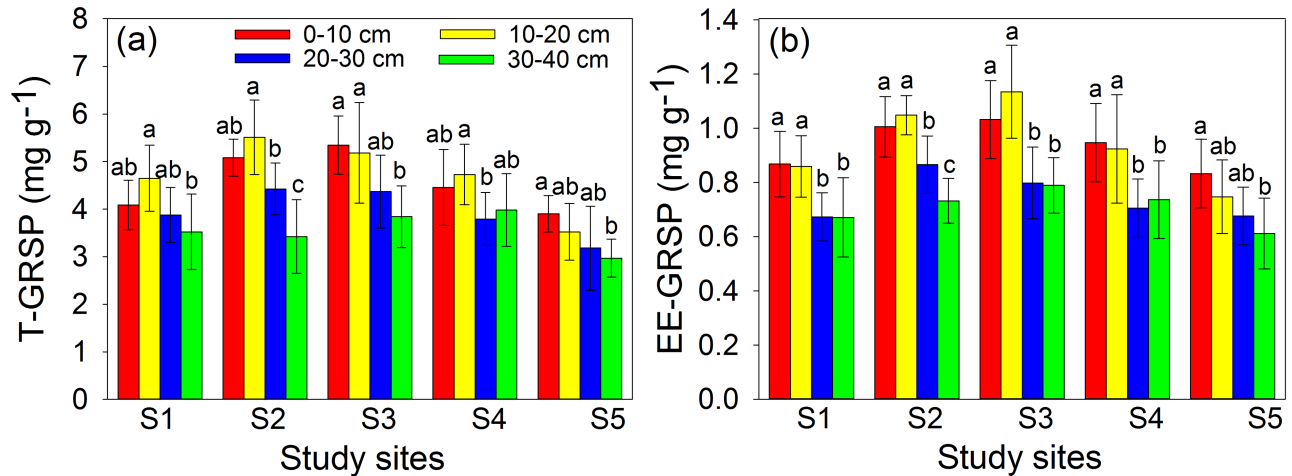 (a)
0-10 cm
10-20 cm
20-30 cm
30-40 cm
T-GRSP (mg g-1)
8
7
6
5
4
3
2
1
0
ab a ab b
ab a b c
a a ab b
ab a b ab
a ab ab b
S1 S2 S3 S4 S5
Study sites
(b)
EE-GRSP (mg g-1)
1.4
1.2
1.0
0.8
0.6
0.4
0.2
0.0
a a b b
a a b c
a a b b
a a b b
a ab ab b
S1 S2 S3 S4 S5
Study sites